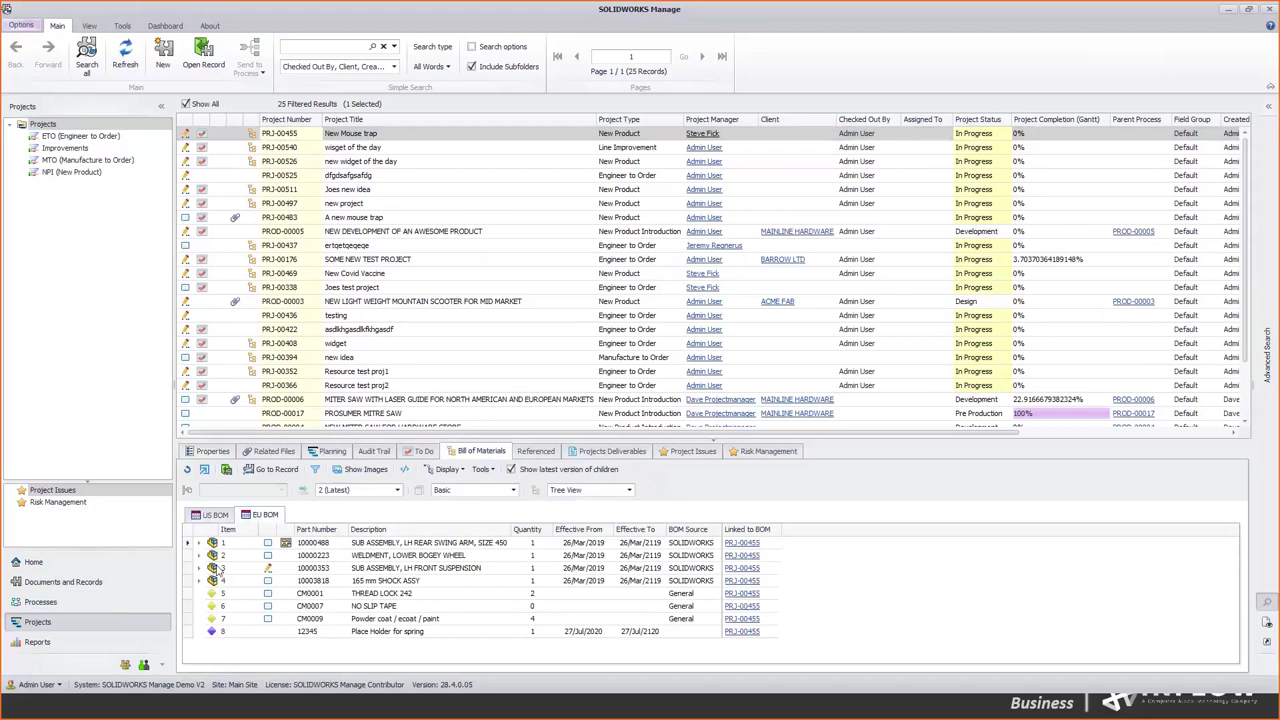 SOLIDWORKS Manage
Options Main View Tools Dashboard About
Back Forward Search all Refresh New Open Record Send to Process
Search type Search options
Checked Out By, Client, Crea... All Words Include Subfolders
1 Go
Page 1 / 1 (25 Records)
Main Simple Search Pages
Projects
Projects
ETO (Engineer to Order)
Improvements
MTO (Manufacture to Order)
NPI (New Product)
Show All 25 Filtered Results (1 Selected)
Project Number Project Title Project Type Project Manager Client Checked Out By Assigned To Project Status Project Completion (Gantt) Parent Process Field Group Created
PRJ-00455 New Mouse trap New Product Steve Fick Admin User In Progress 0% Default Admi
PRJ-00540 wisget of the day Line Improvement Admin User Admin User In Progress 0% Default Admi
PRJ-00526 new widget of the day New Product Admin User Admin User In Progress 0% Default Admi
PRJ-00525 dfgdsafgsafdg Engineer to Order Admin User Admin User In Progress 0% Default Admi
PRJ-00511 Joes new idea New Product Admin User Admin User In Progress 0% Default Admi
PRJ-00497 new project New Product Admin User Admin User In Progress 0% Default Admi
PRJ-00483 A new mouse trap New Product Admin User In Progress 0% Default Admi
PROD-00005 NEW DEVELOPMENT OF AN AWESOME PRODUCT New Product Introduction Admin User MAINLINE HARDWARE Admin User Development 0% PROD-00005 Default Admi
PRJ-00437 ertqetqeqeqe Engineer to Order Jeremy Regnerus In Progress 0% Default Admi
PRJ-00176 SOME NEW TEST PROJECT Engineer to Order Admin User BARROW LTD Admin User In Progress 3.70370364189148% Default Admi
PRJ-00469 New Covid Vaccine New Product Steve Fick Admin User In Progress 0% Default Admi
PRJ-00338 Joes test project Engineer to Order Steve Fick Admin User In Progress 0% Default Admi
PROD-00003 NEW LIGHT WEIGHT MOUNTAIN SCOOTER FOR MID MARKET New Product Admin User ACME FAB Admin User Design 0% PROD-00003 Default Admi
PRJ-00436 testing Engineer to Order Admin User Admin User In Progress 0% Default Admi
PRJ-00422 asdlkhgasdlkfkhgasdf Engineer to Order Admin User Admin User In Progress 0% Default Admi
PRJ-00408 widget Engineer to Order Admin User Admin User In Progress 0% Default Admi
PRJ-00394 new idea Manufacture to Order Admin User In Progress 0% Default Admi
PRJ-00352 Resource test proj1 Engineer to Order Admin User Admin User In Progress 0% Default Admi
PRJ-00366 Resource test proj2 Engineer to Order Admin User Admin User In Progress 0% Default Admi
PROD-00006 MITER SAW WITH LASER GUIDE FOR NORTH AMERICAN AND EUROPEAN MARKETS New Product Introduction Dave Projectmanager MAINLINE HARDWARE Development 22.9166679382324% PROD-00006 Default Dave
PROD-00017 PROSUMER MITRE SAW New Product Introduction Dave Projectmanager MAINLINE HARDWARE Pre Production 100% PROD-00017 Default Dave
Advanced Search
Properties Related Files Planning Audit Trail To Do Bill of Materials Referenced Projects Deliverables Project Issues Risk Management
Go to Record Show Images Display Tools Show latest version of children
2 (Latest) Basic Tree View
US BOM EU BOM
Item Part Number Description Quantity Effective From Effective To BOM Source Linked to BOM
1 10000488 SUB ASSEMBLY, LH REAR SWING ARM, SIZE 450 1 26/Mar/2019 26/Mar/2119 SOLIDWORKS PRJ-00455
2 10000223 WELDMENT, LOWER BOGEY WHEEL 1 26/Mar/2019 26/Mar/2119 SOLIDWORKS PRJ-00455
3 10000353 SUB ASSEMBLY, LH FRONT SUSPENSION 1 26/Mar/2019 26/Mar/2119 SOLIDWORKS PRJ-00455
4 10003818 165 mm SHOCK ASSY 1 26/Mar/2019 26/Mar/2119 SOLIDWORKS PRJ-00455
5 CM0001 THREAD LOCK 242 2 General PRJ-00455
6 CM0007 NO SLIP TAPE 0 General PRJ-00455
7 CM0009 Powder coat / ecoat / paint 4 General PRJ-00455
8 12345 Place Holder for spring 1 27/Jul/2020 27/Jul/2120 PRJ-00455
Project Issues
Risk Management
Home
Documents and Records
Processes
Projects
Reports
Admin User System: SOLIDWORKS Manage Demo V2 Site: Main Site License: SOLIDWORKS Manage Contributor Version: 28.4.0.05
Business